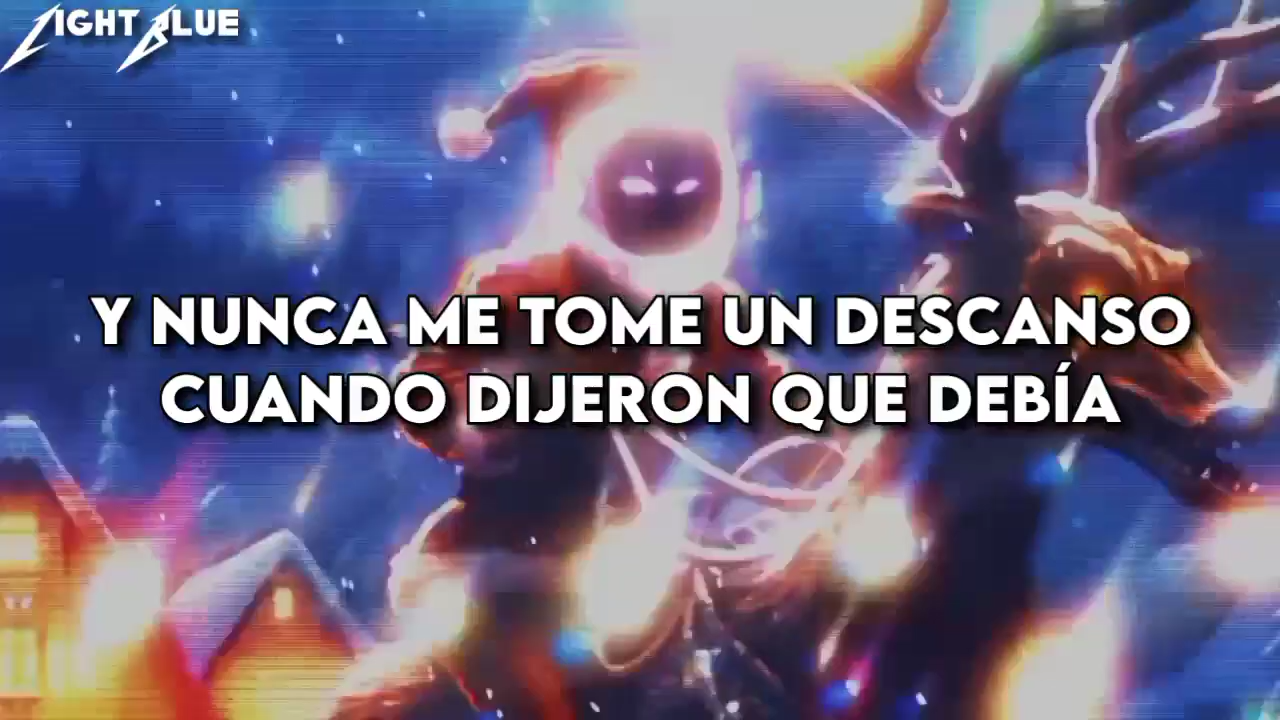 LIGHT BLUE
Y NUNCA ME TOME UN DESCANSO
CUANDO DIJERON QUE DEBÍA